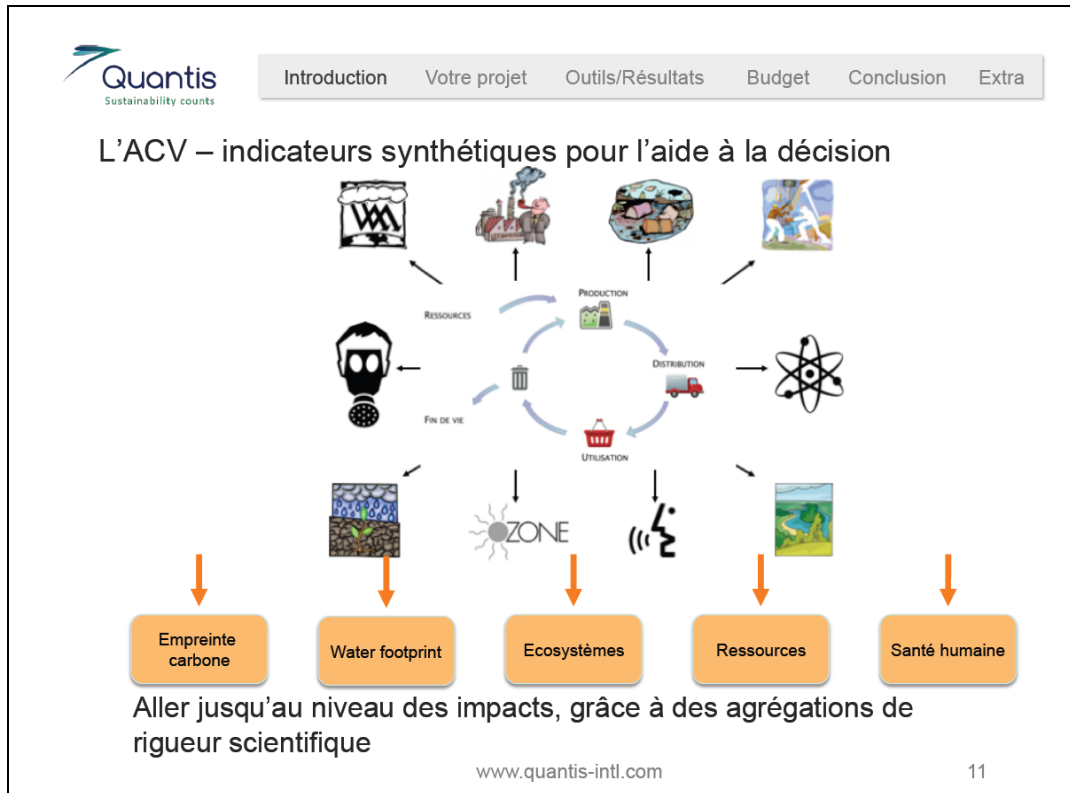 Quantis
Sustainability counts
Introduction Votre projet Outils/Résultats Budget Conclusion Extra
L'ACV – indicateurs synthétiques pour l'aide à la décision
PRODUCTION
RESSOURCES
DISTRIBUTION
FIN DE VIE
UTILISATION
OZONE
Empreinte
carbone
Water footprint
Ecosystèmes
Ressources
Santé humaine
Aller jusqu'au niveau des impacts, grâce à des agrégations de
rigueur scientifique
www.quantis-intl.com
11